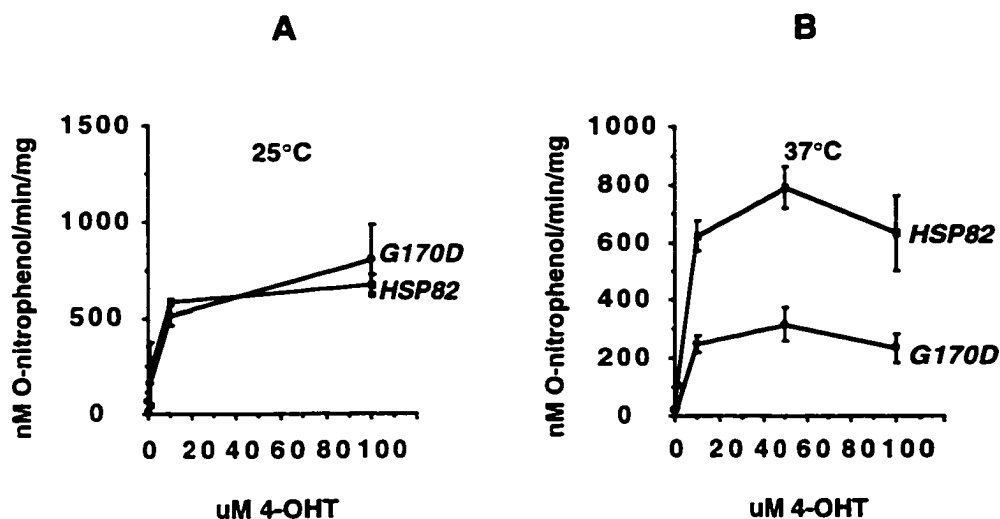 A
B
nM O-nitrophenol/min/mg
1500
1000
500
0
25°C
G170D
HSP82
0 20 40 60 80 100
uM 4-OHT
nM O-nitrophenol/min/mg
1000
800
600
400
200
0
37°C
HSP82
G170D
0 20 40 60 80 100
uM 4-OHT